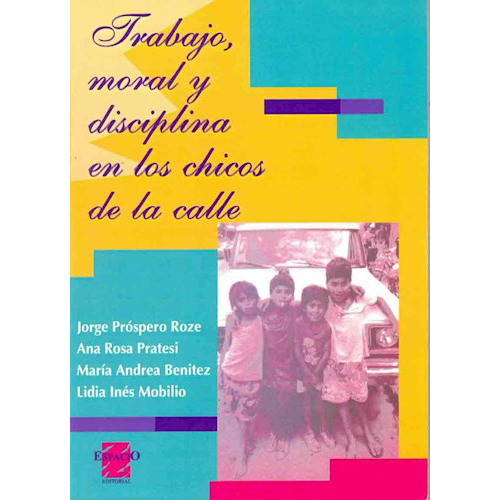 Trabajo,
moral y
disciplina
en los chicos
de la calle
Jorge Próspero Roze
Ana Rosa Pratesi
María Andrea Benitez
Lidia Inés Mobilio
ESPACIO
EDITORIAL